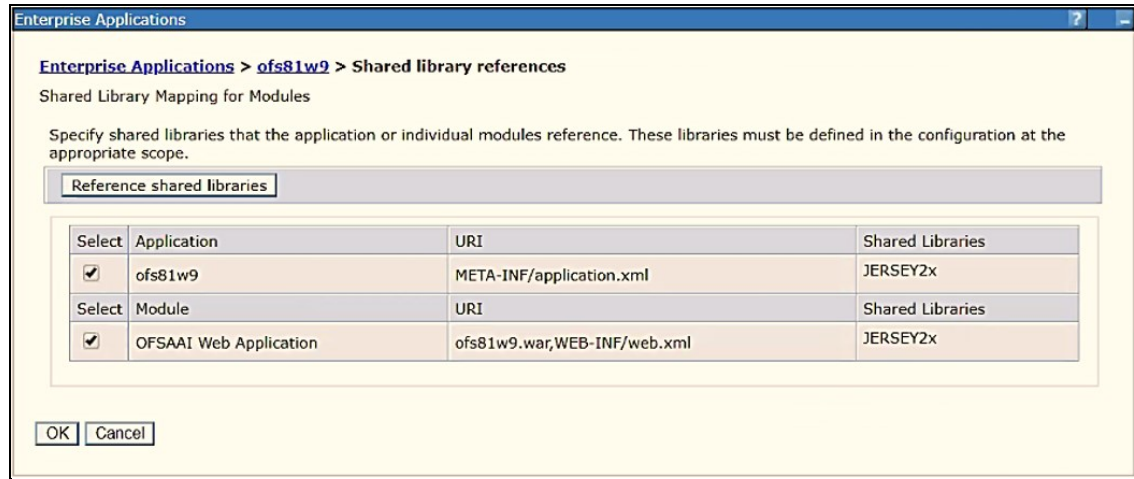 Enterprise Applications ? –
Enterprise Applications > ofs81w9 > Shared library references
Shared Library Mapping for Modules
Specify shared libraries that the application or individual modules reference. These libraries must be defined in the configuration at the
appropriate scope.
Reference shared libraries
Select Application URI Shared Libraries
ofs81w9 META-INF/application.xml JERSEY2x
Select Module URI Shared Libraries
OFSAAI Web Application ofs81w9.war,WEB-INF/web.xml JERSEY2x
OK Cancel